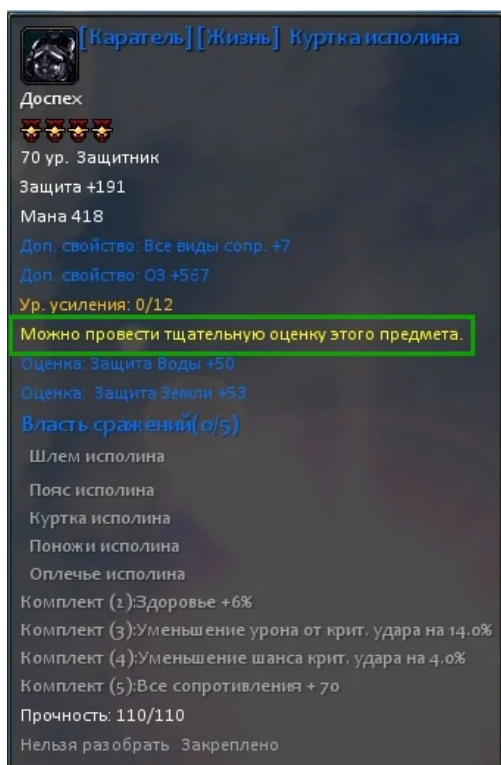 [Каратель][Жизнь] Куртка исполина
Доспех
70 ур. Защитник
Защита +191
Мана 418
Доп. свойство: Все виды сопр. +7
Доп. свойство: ОЗ +567
Ур. усиления: 0/12
Можно провести тщательную оценку этого предмета.
Оценка: Защита Воды +50
Оценка: Защита Земли +53
Власть сражений(0/5)
Шлем исполина
Пояс исполина
Куртка исполина
Поножи исполина
Оплечье исполина
Комплект (2):Здоровье +6%
Комплект (3):Уменьшение урона от крит. удара на 14.0%
Комплект (4):Уменьшение шанса крит. удара на 4.0%
Комплект (5):Все сопротивления + 70
Прочность: 110/110
Нельзя разобрать Закреплено